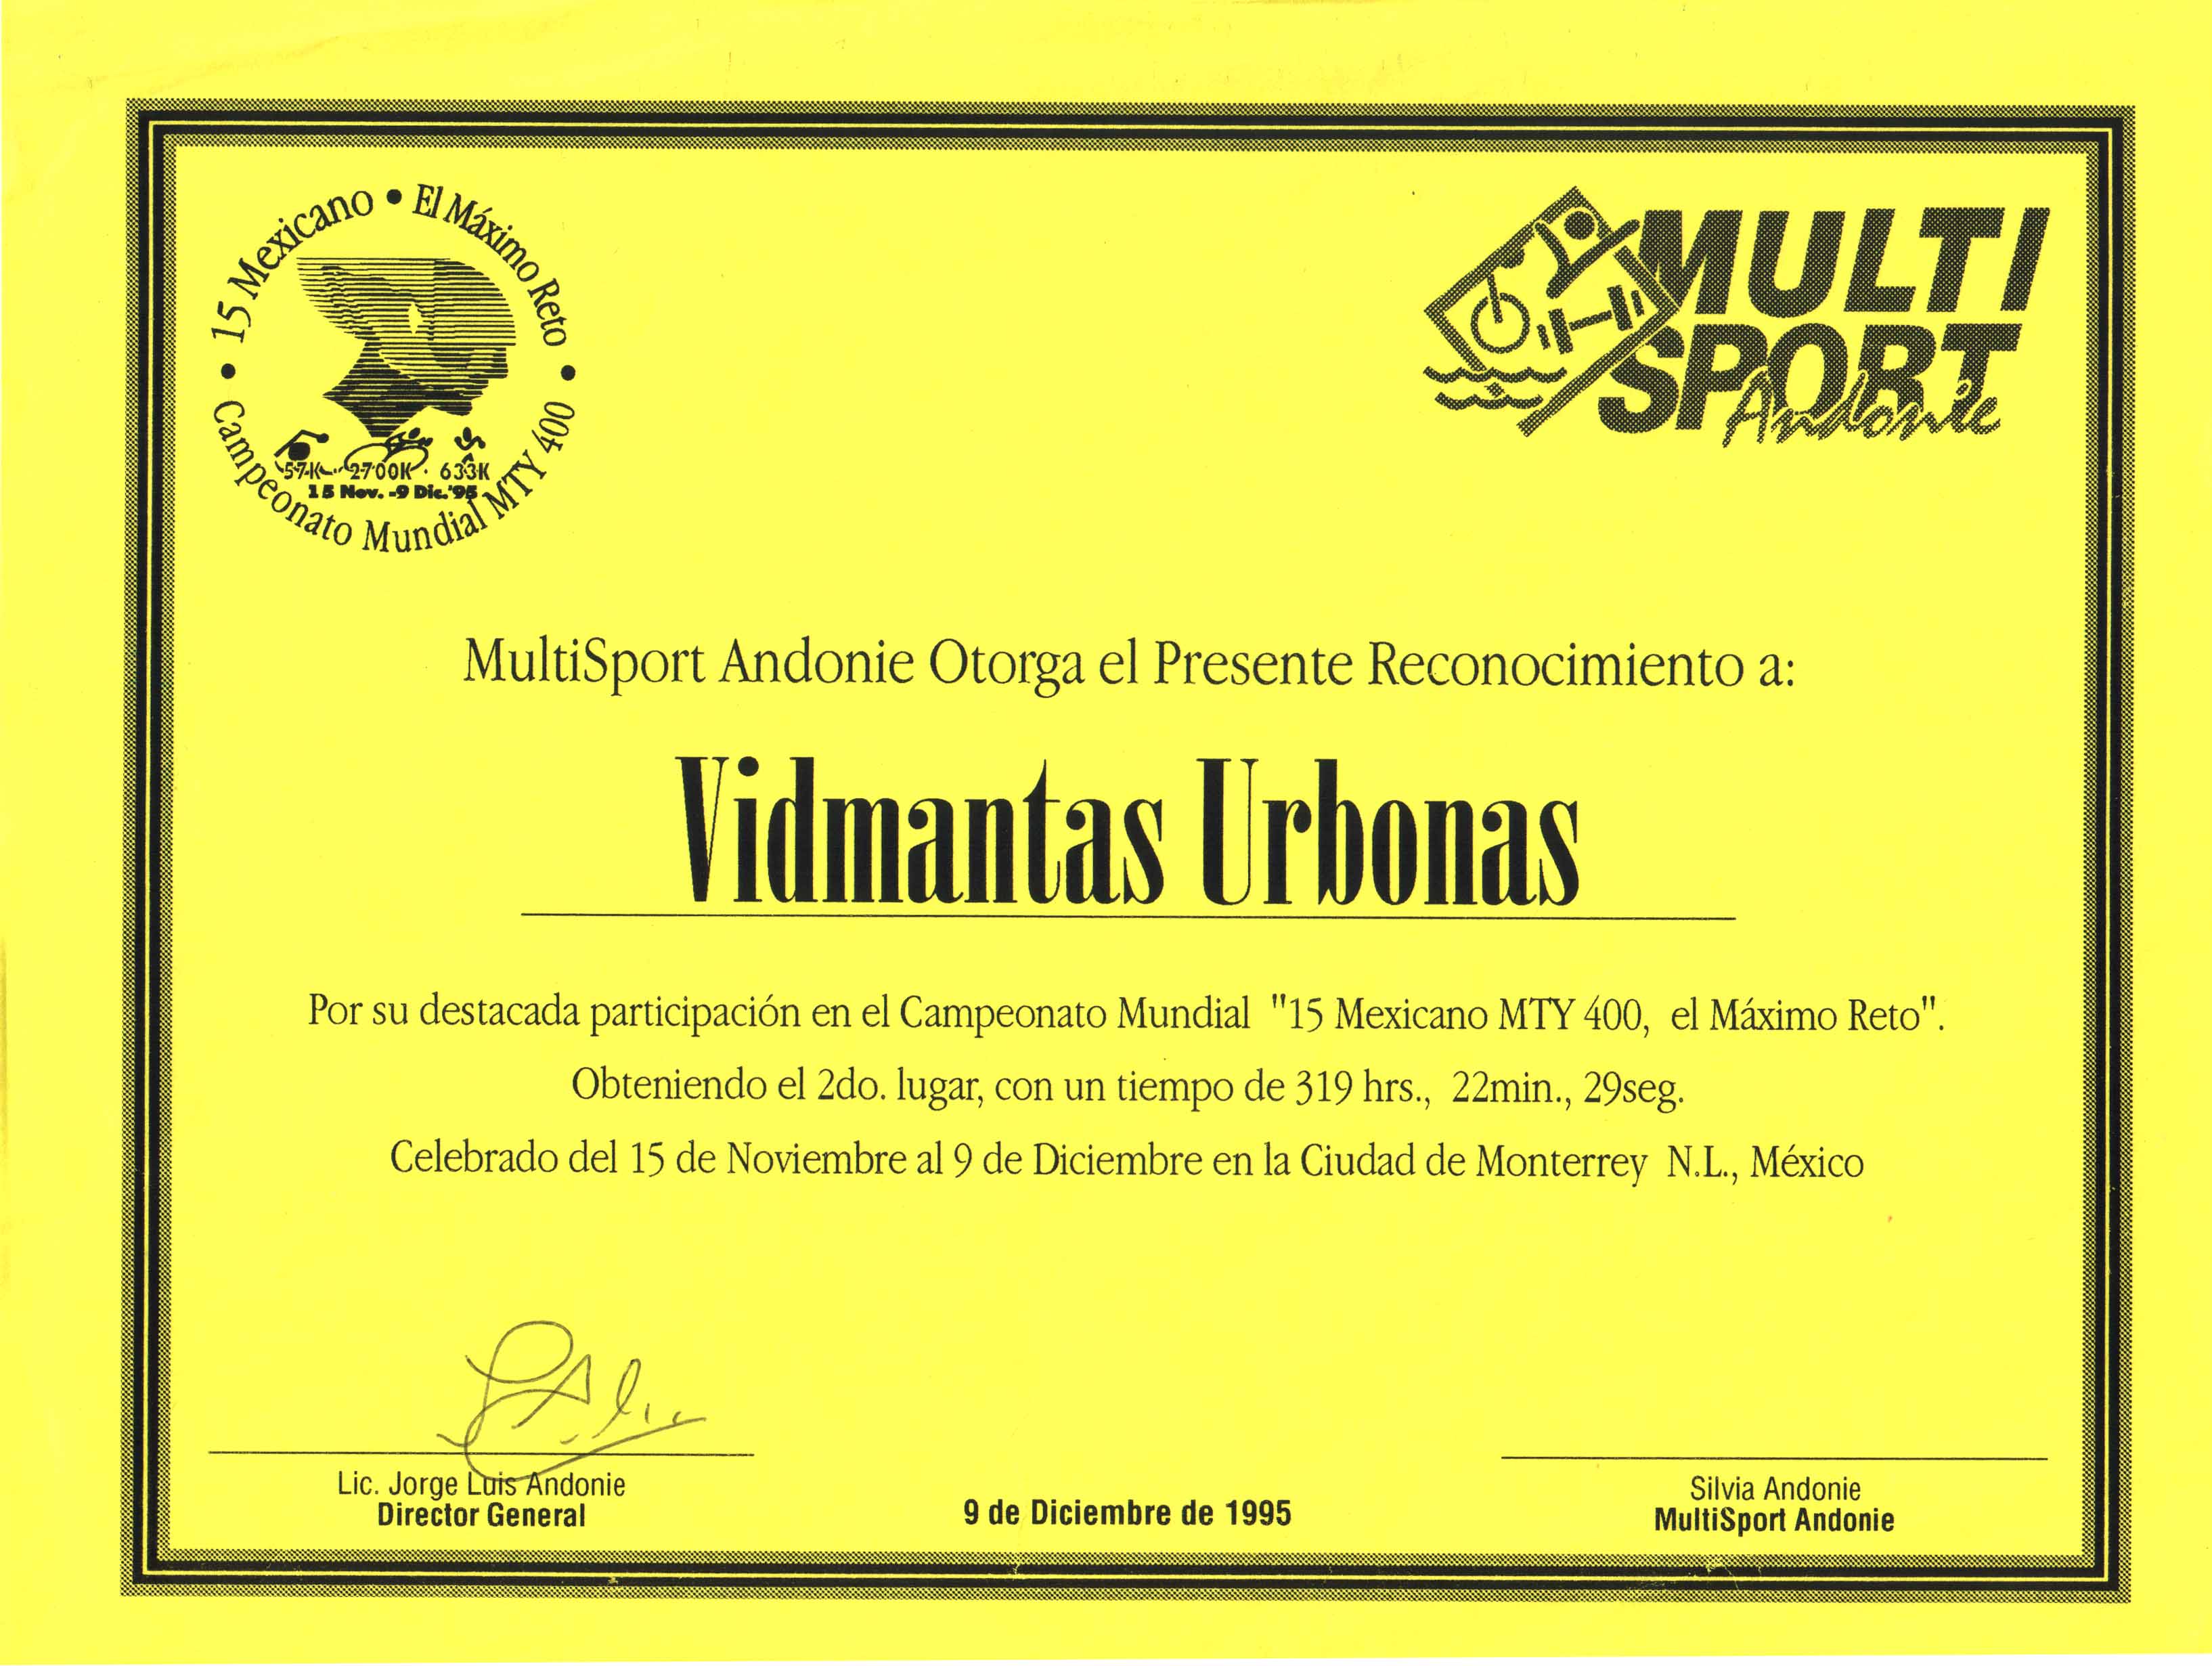 15 Mexicano • El Máximo Reto •
Campeonato Mundial MTY 400 •
57K 2700K 633K
15 Nov. -9 Dic.'95
MULTI
SPORT
Andonie
MultiSport Andonie Otorga el Presente Reconocimiento a:
Vidmantas Urbonas
Por su destacada participación en el Campeonato Mundial "15 Mexicano MTY 400, el Máximo Reto".
Obteniendo el 2do. lugar, con un tiempo de 319 hrs., 22min., 29seg.
Celebrado del 15 de Noviembre al 9 de Diciembre en la Ciudad de Monterrey N.L., México
Lic. Jorge Luis Andonie
Director General
9 de Diciembre de 1995
Silvia Andonie
MultiSport Andonie